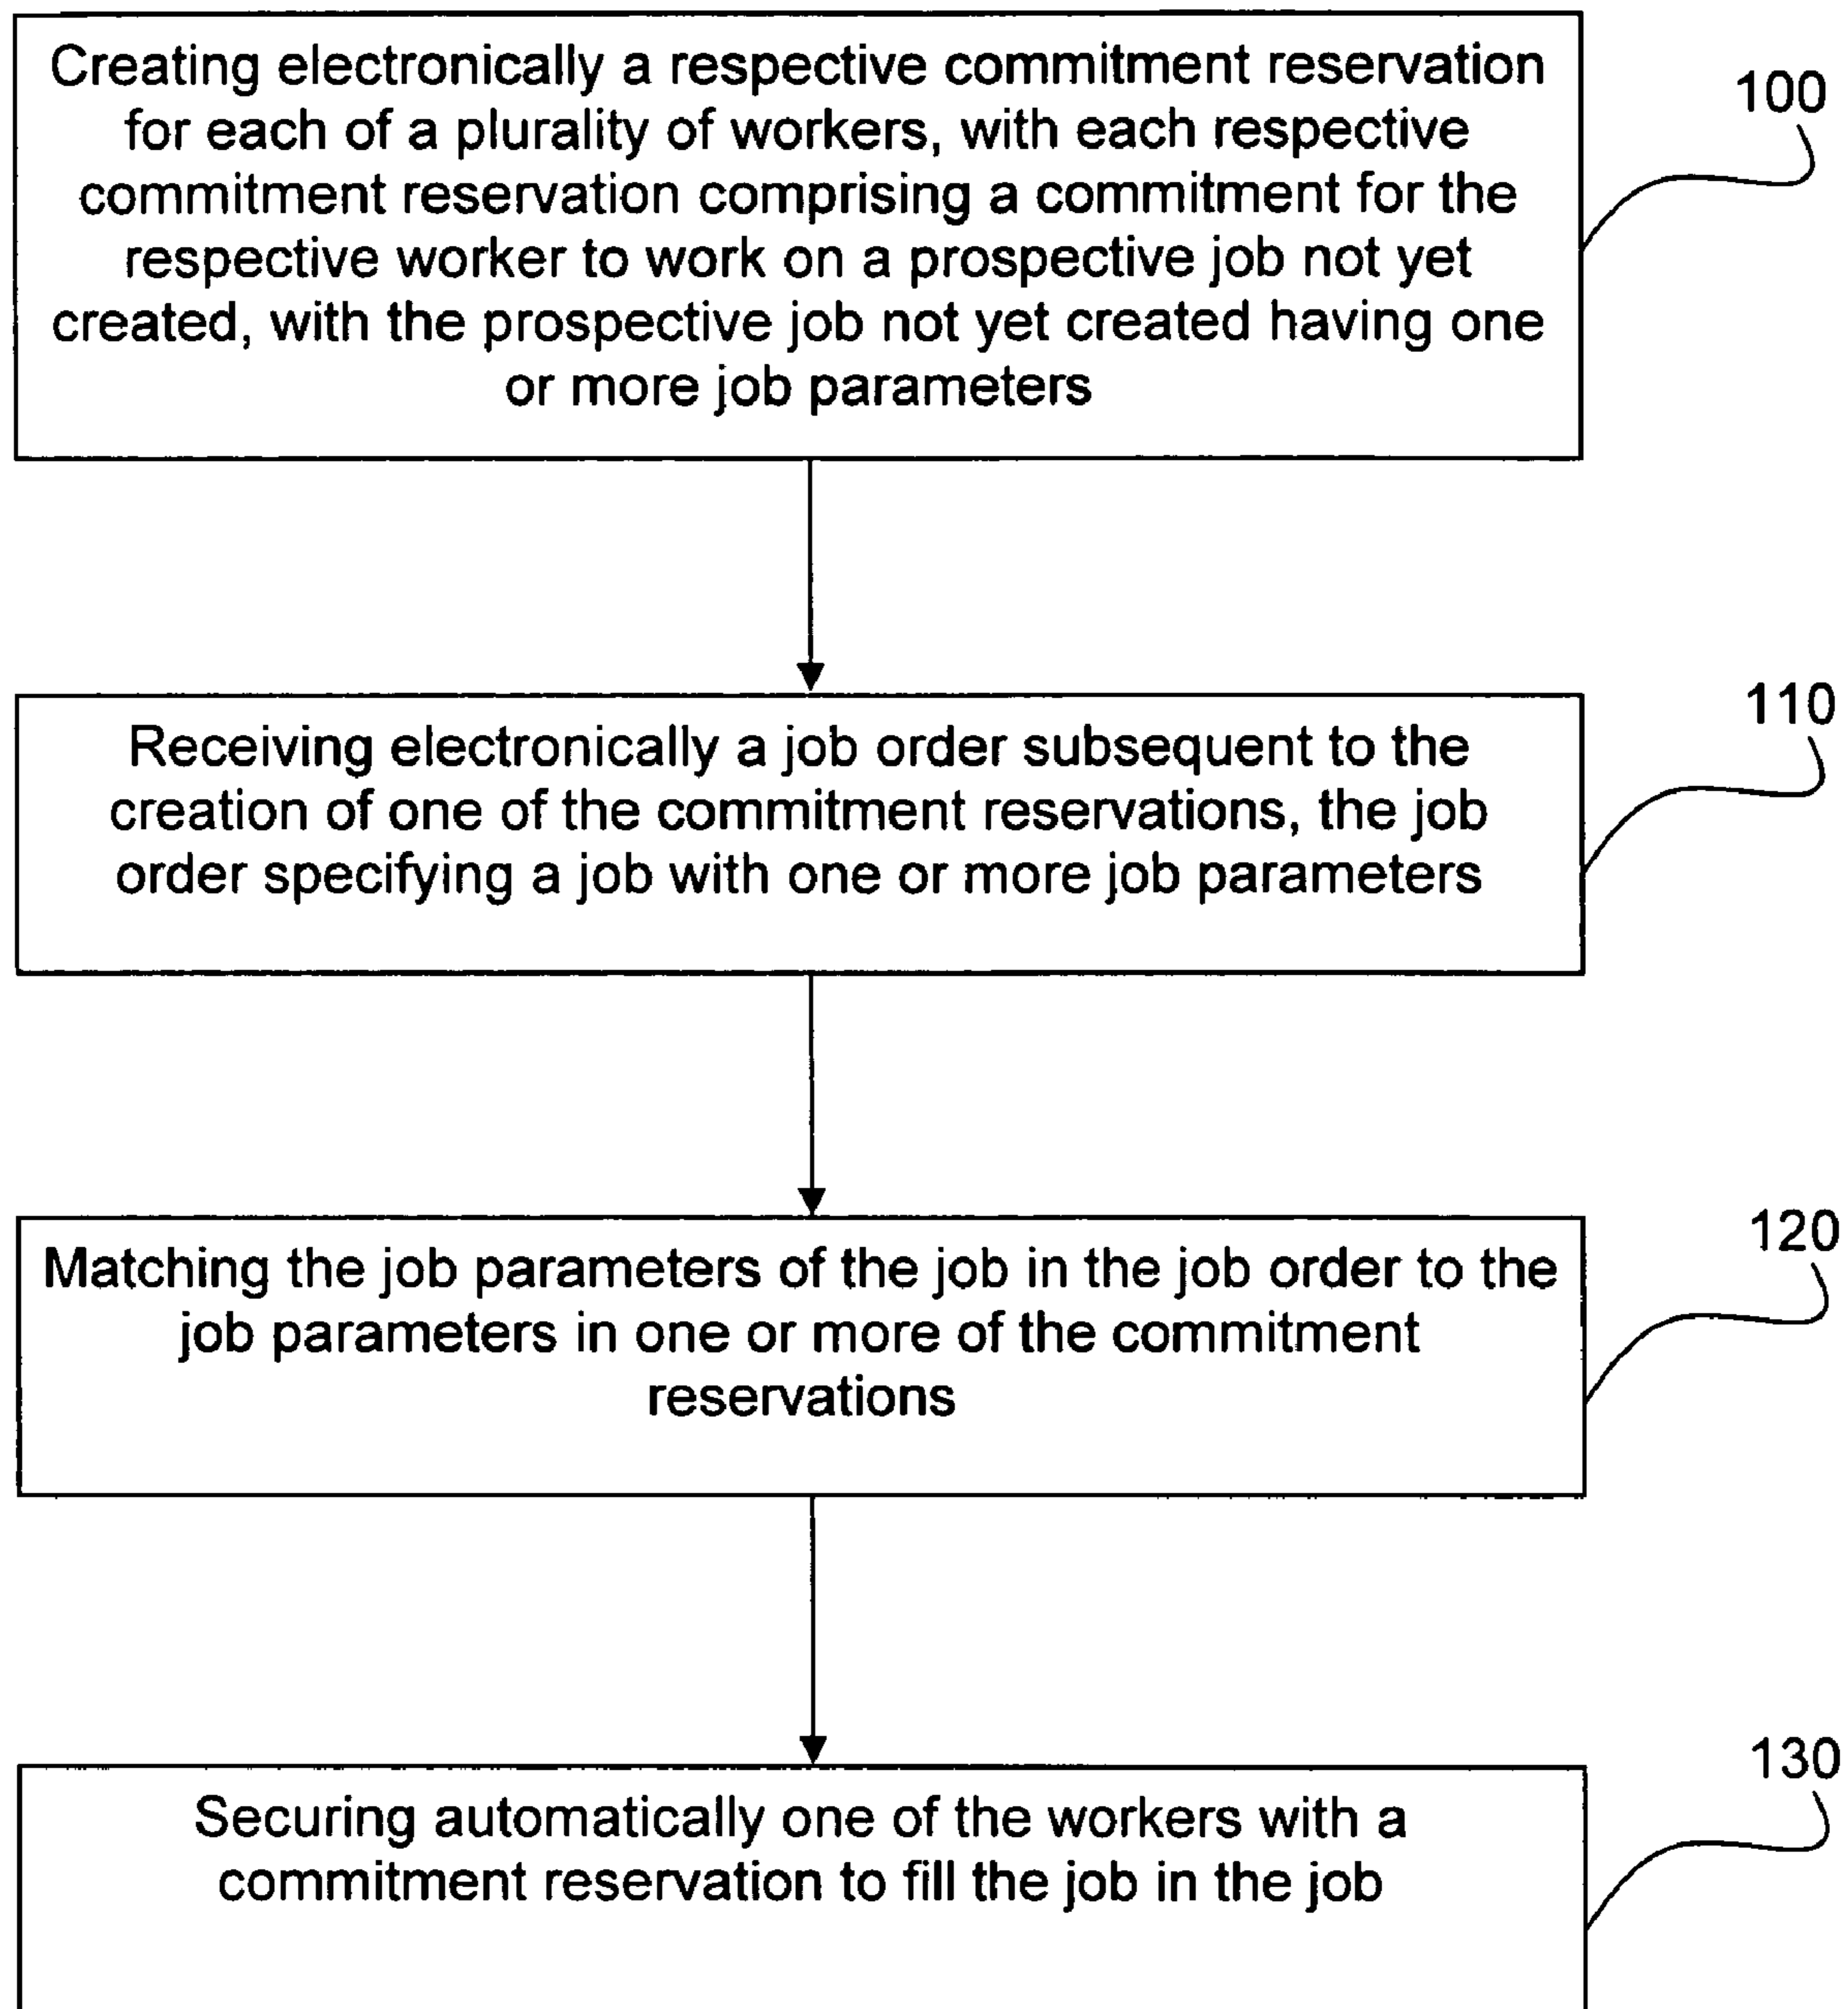 Creating electronically a respective commitment reservation
for each of a plurality of workers, with each respective
commitment reservation comprising a commitment for the
respective worker to work on a prospective job not yet
created, with the prospective job not yet created having one
or more job parameters
100
Receiving electronically a job order subsequent to the
creation of one of the commitment reservations, the job
order specifying a job with one or more job parameters
110
Matching the job parameters of the job in the job order to the
job parameters in one or more of the commitment
reservations
120
Securing automatically one of the workers with a
commitment reservation to fill the job in the job
130